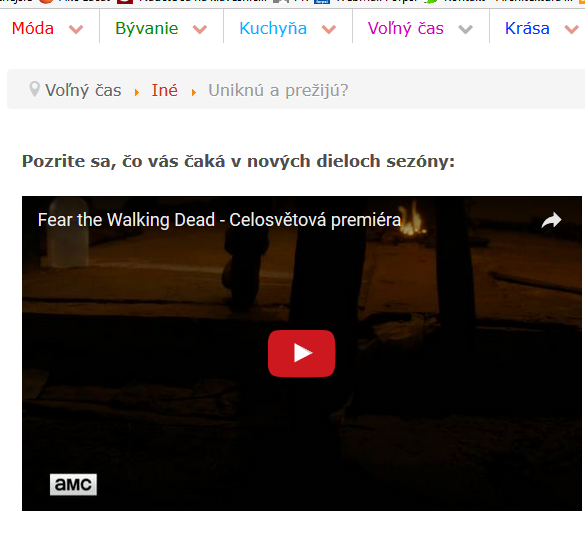 Móda Bývanie Kuchyňa Voľný čas Krása
Voľný čas Iné Uniknú a prežijú?
Pozrite sa, čo vás čaká v nových dieloch sezóny:
Fear the Walking Dead - Celosvětová premiéra
aMC